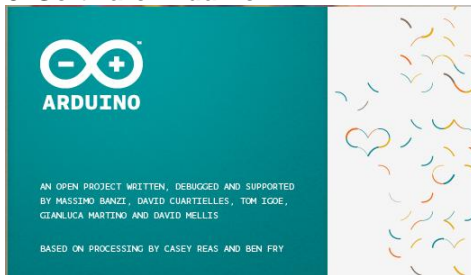 ARDUINO
AN OPEN PROJECT WRITTEN, DEBUGGED AND SUPPORTED
BY MASSIMO BANZI, DAVID CUARTIELLES, TOM IGOE,
GIANLUCA MARTINO AND DAVID MELLIS
BASED ON PROCESSING BY CASEY REAS AND BEN FRY